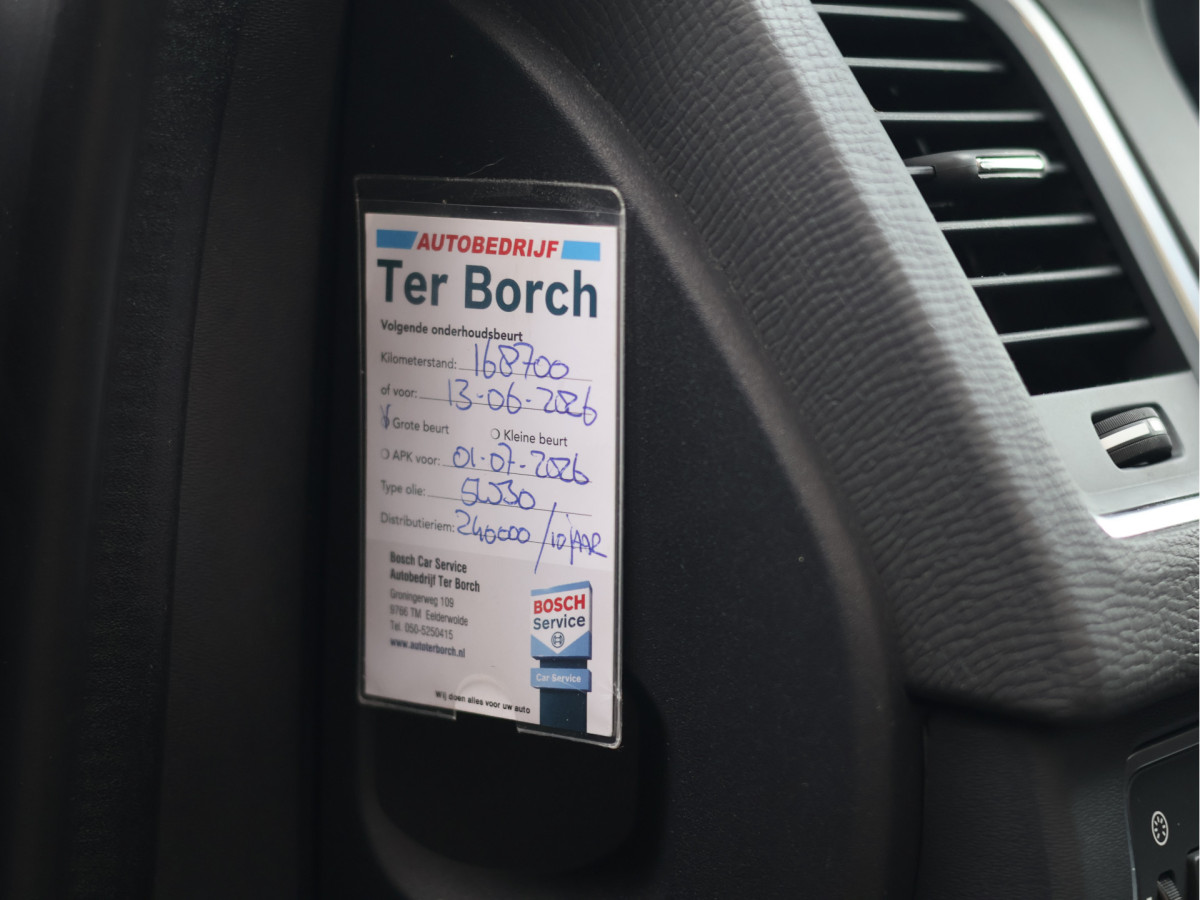 AUTOBEDRIJF
Ter Borch
Volgende onderhoudsbeurt
Kilometerstand: 168700
of voor: 13-06-2026
Grote beurt Kleine beurt
APK voor: 01-07-2026
Type olie: 5W30
Distributieriem: 240000 / 10 JAAR
Bosch Car Service
Autobedrijf Ter Borch
Groningerweg 109
9766 TM Eelderwolde
Tel. 050-5250415
www.autoterborch.nl
BOSCH
Service
Car Service
Wij doen alles voor uw auto